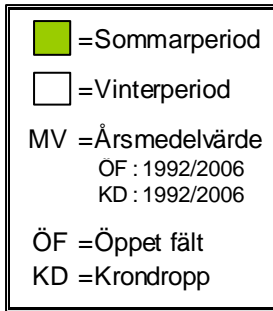 =Sommarperiod
=Vinterperiod
MV =Årsmedelvärde
ÖF : 1992/2006
KD : 1992/2006
ÖF =Öppet fält
KD =Krondropp